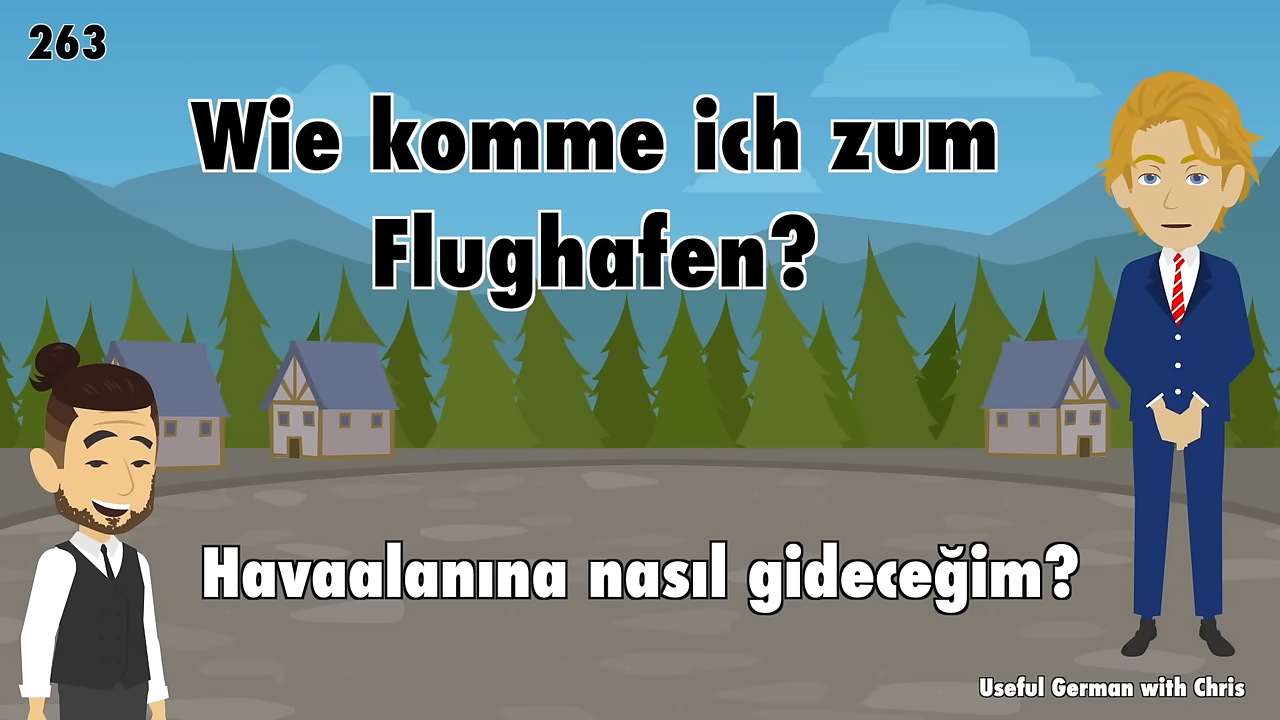 263
Wie komme ich zum
Flughafen?
Havaalanına nasıl gideceğim?
Useful German with Chris